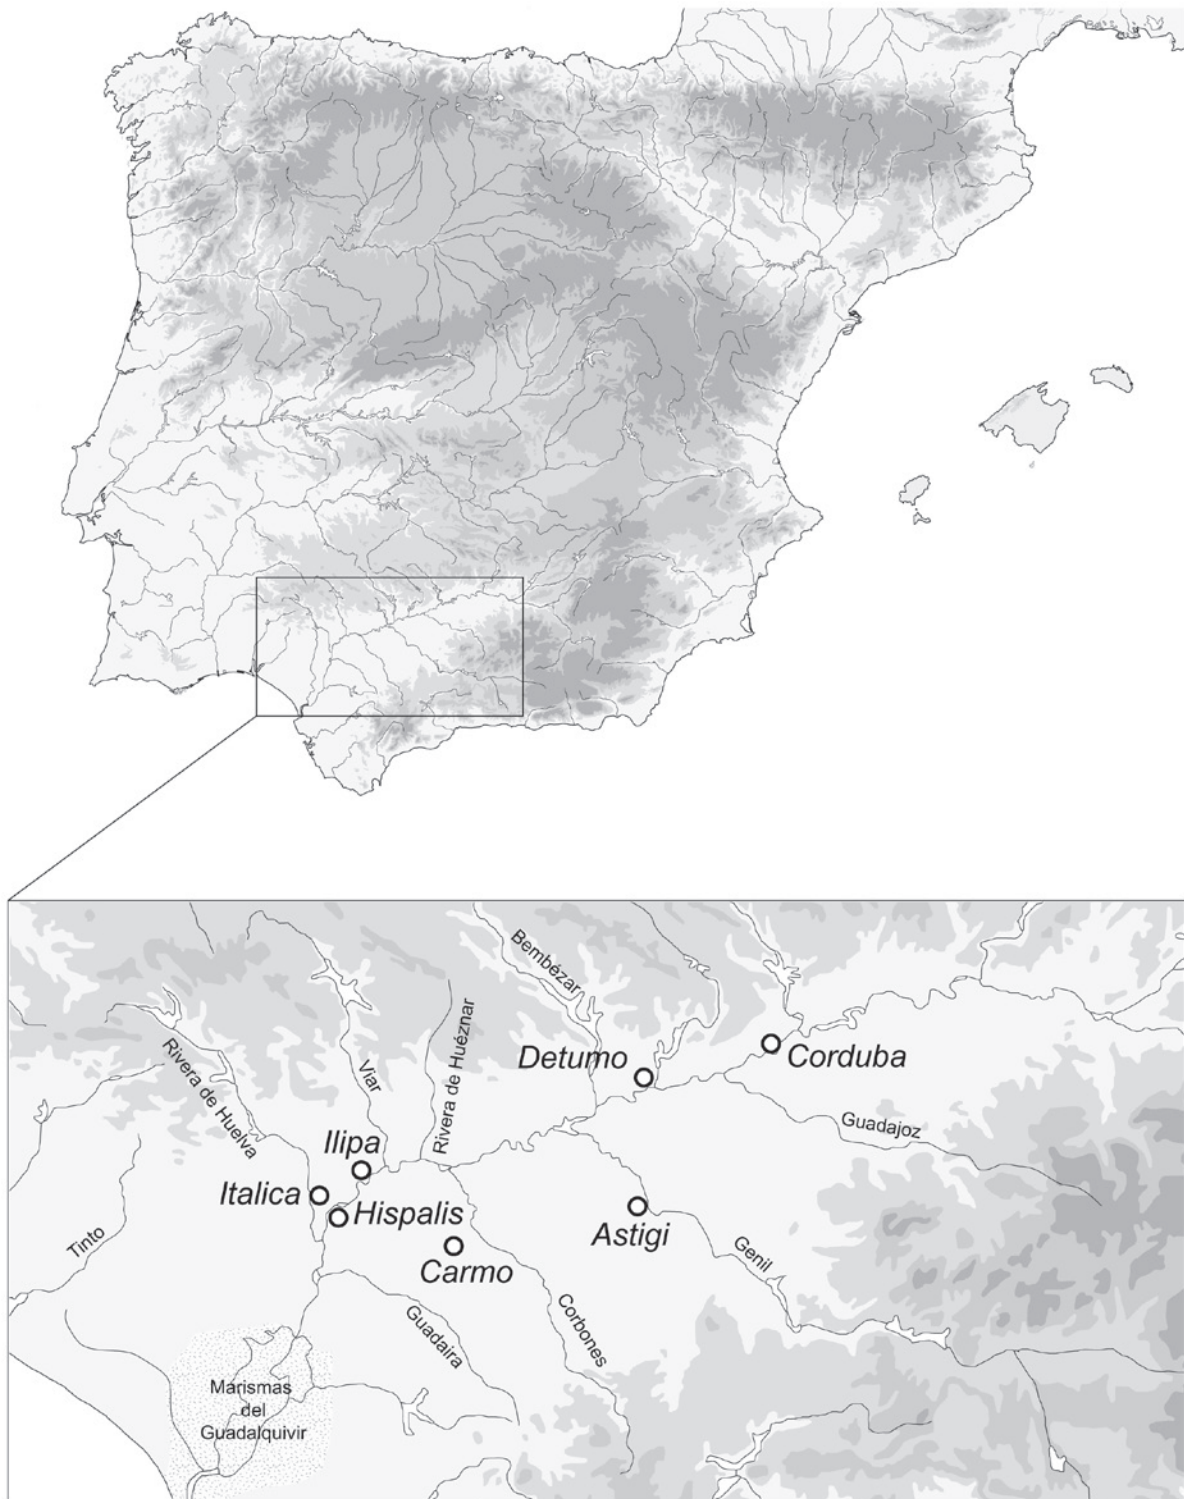 Bembézar
Rivera de Huéznar
Viar
Rivera de Huelva
Detumo
Corduba
Guadajoz
Ilipa
Italica
Hispalis
Astigi
Carmo
Tinto
Genil
Guadaira
Corbones
Marismas
del
Guadalquivir